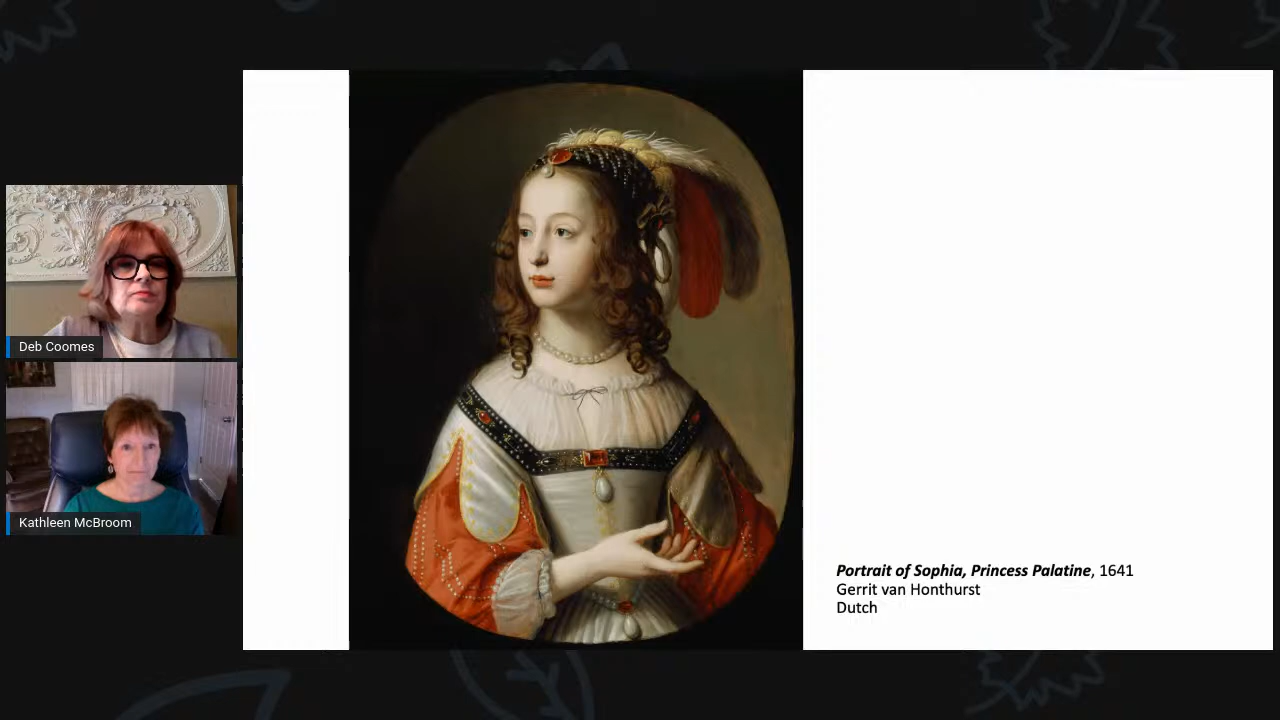 Deb Coomes
Kathleen McBroom
Portrait of Sophia, Princess Palatine, 1641
Gerrit van Honthurst
Dutch